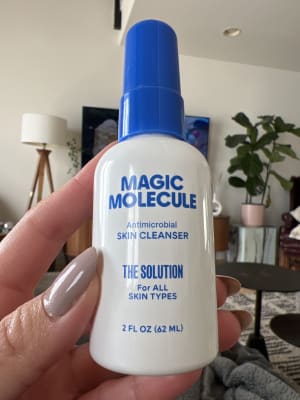 MAGIC
MOLECULE
Antimicrobial
SKIN CLEANSER
THE SOLUTION
For ALL
SKIN TYPES
2 FL OZ (62 ML)